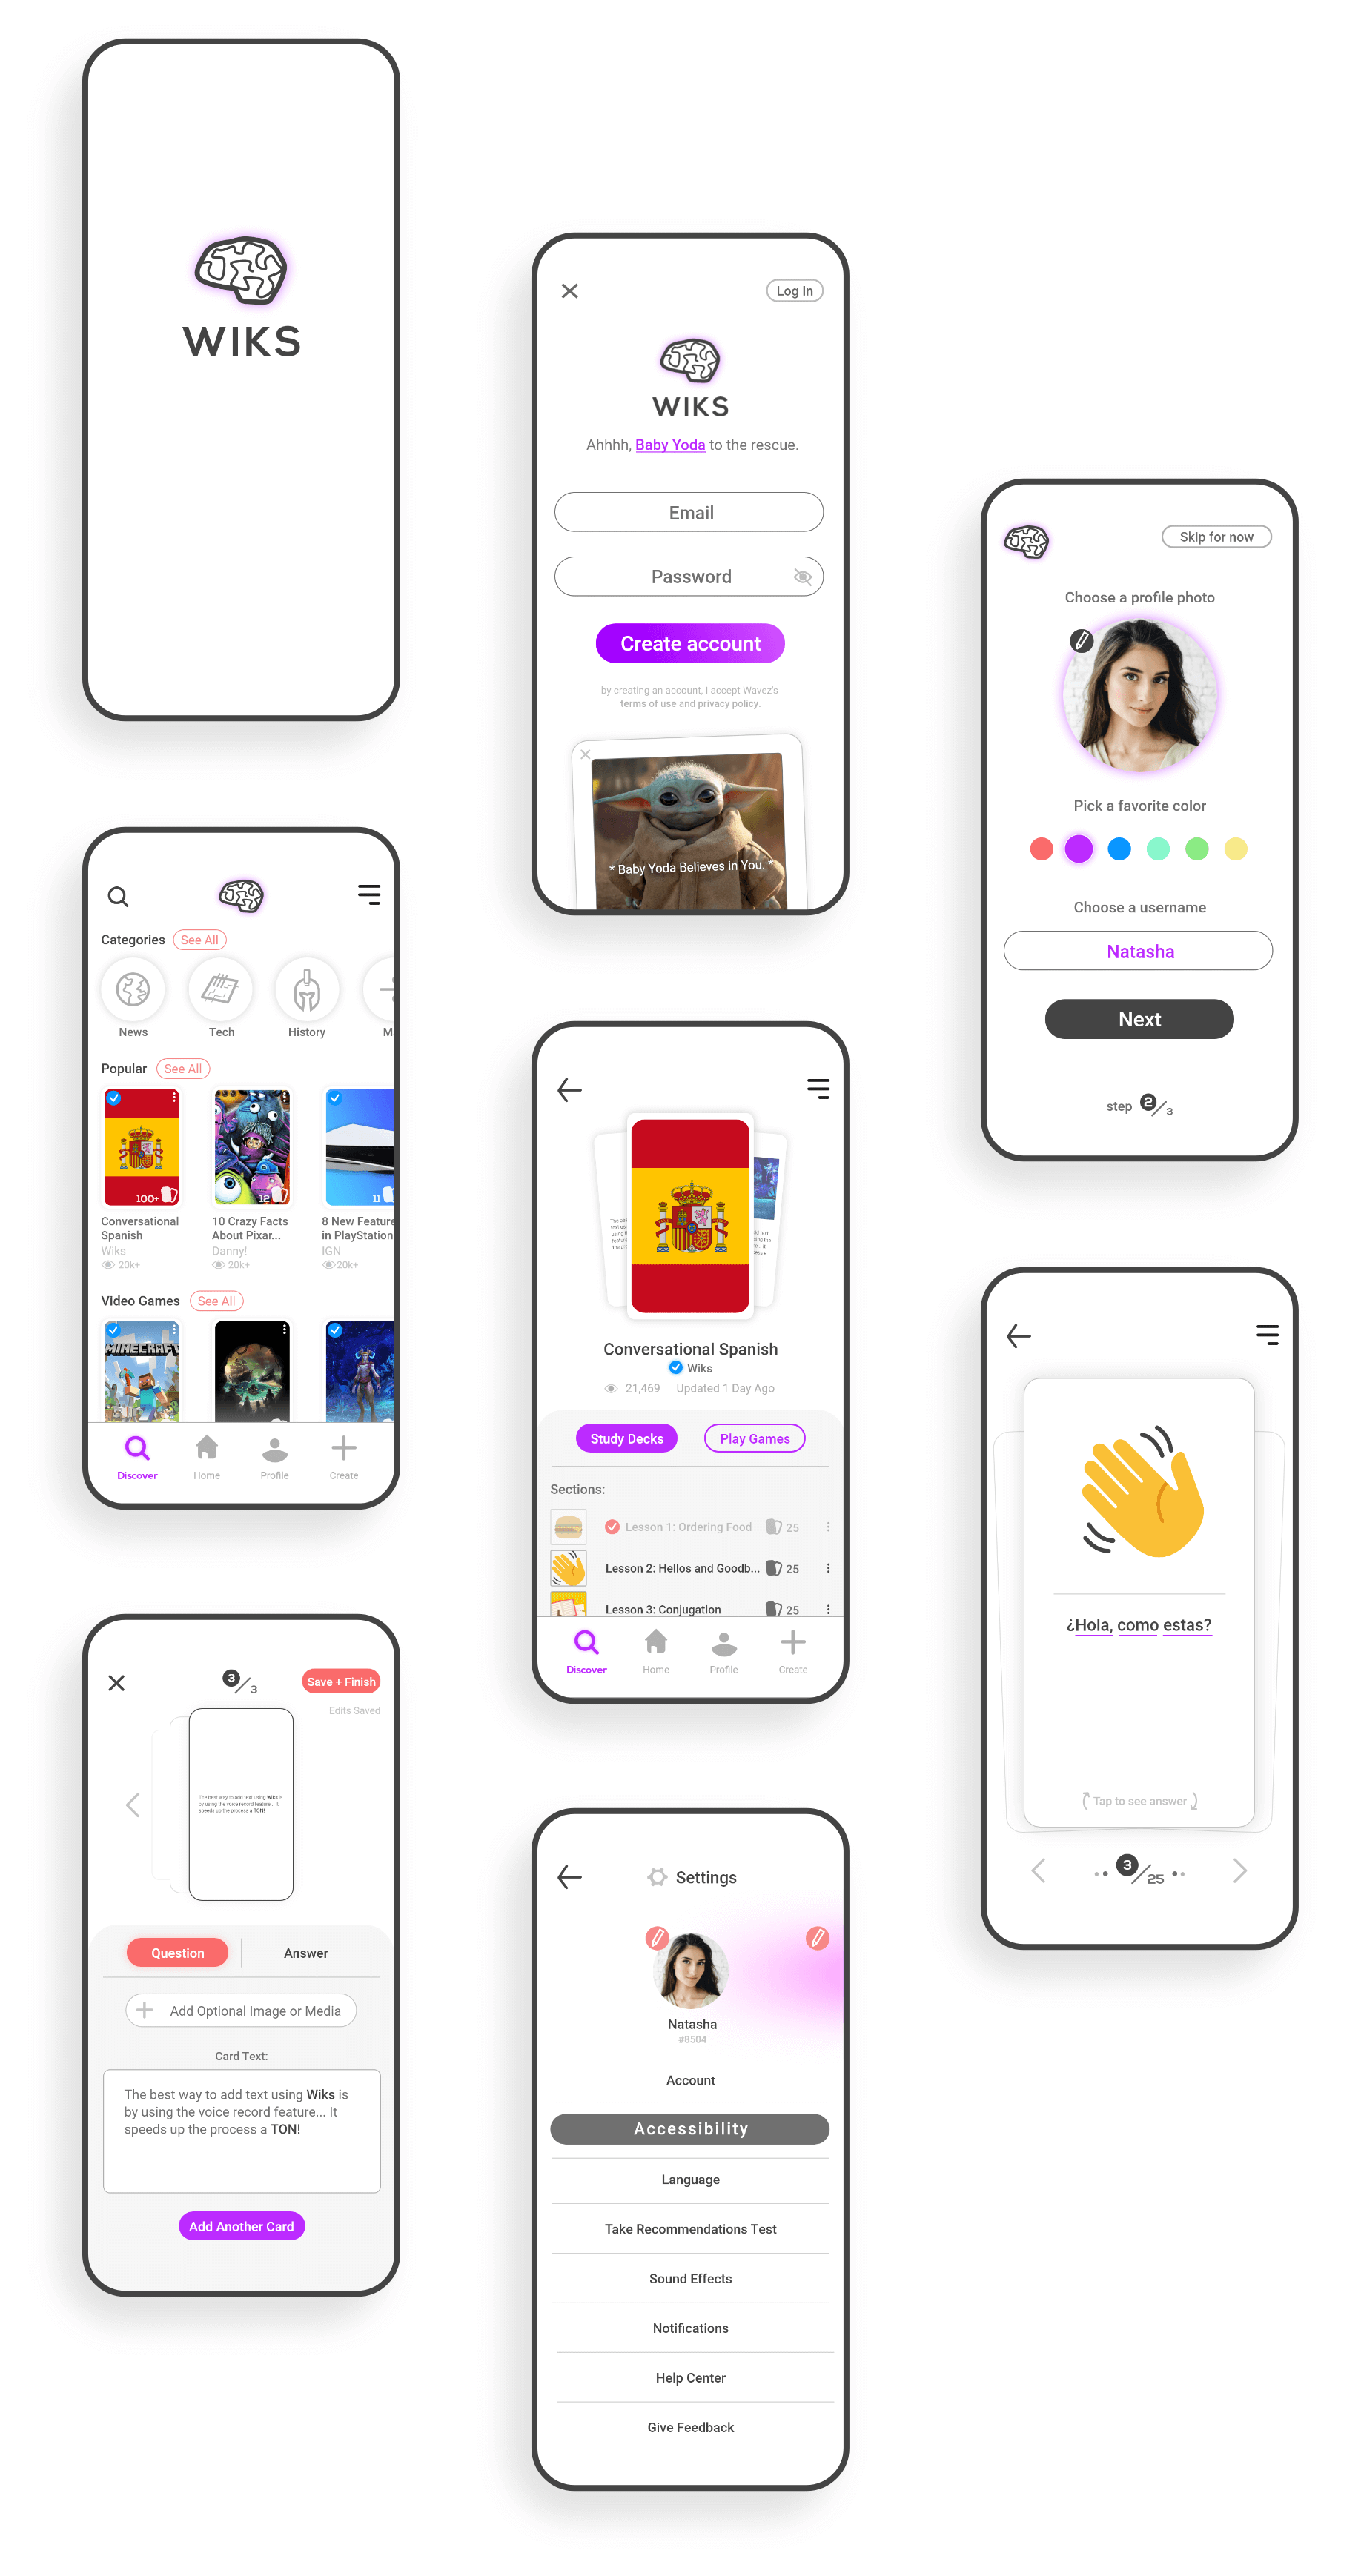 WIKS
Log In
WIKS
Ahhhh, Baby Yoda to the rescue.
Email
Password
Create account
by creating an account, I accept Wavez's
terms of use and privacy policy.
* Baby Yoda Believes in You. *
Skip for now
Choose a profile photo
Pick a favorite color
Choose a username
Natasha
Next
step 2/3
Categories See All
News Tech History Ma
Popular See All
100+ 12 11
Conversational Spanish
Wiks
20k+
10 Crazy Facts About Pixar...
Danny!
20k+
8 New Feature in PlayStation
IGN
20k+
Video Games See All
MINECRAFT
Discover Home Profile Create
Conversational Spanish
Wiks
21,469 | Updated 1 Day Ago
Study Decks Play Games
Sections:
Lesson 1: Ordering Food 25
Lesson 2: Hellos and Goodb... 25
Lesson 3: Conjugation 25
Discover Home Profile Create
¿Hola, como estas?
Tap to see answer
3/25
3/3
Save + Finish
Edits Saved
The best way to add text using Wiks is
by using the voice record feature... It
speeds up the process a TON!
Question Answer
Add Optional Image or Media
Card Text:
The best way to add text using Wiks is
by using the voice record feature... It
speeds up the process a TON!
Add Another Card
Settings
Natasha
#8504
Account
Accessibility
Language
Take Recommendations Test
Sound Effects
Notifications
Help Center
Give Feedback